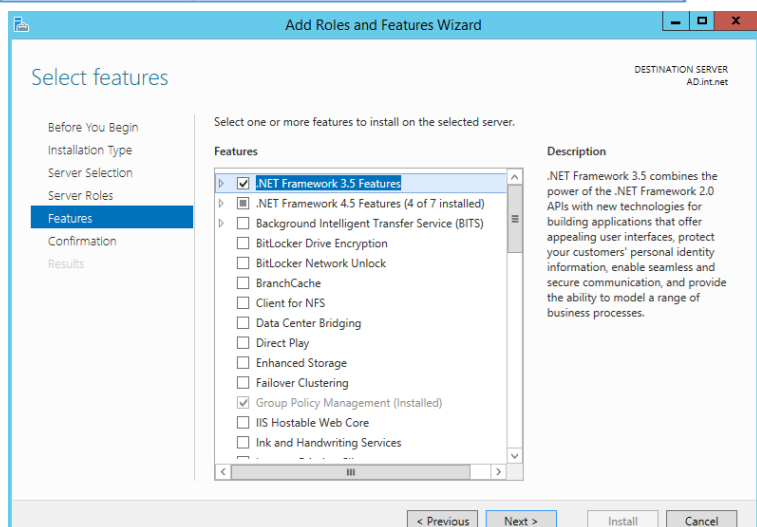 Add Roles and Features Wizard
Select features
DESTINATION SERVER
AD.int.net
Before You Begin
Installation Type
Server Selection
Server Roles
Features
Confirmation
Results
Select one or more features to install on the selected server.
Features
.NET Framework 3.5 Features
.NET Framework 4.5 Features (4 of 7 installed)
Background Intelligent Transfer Service (BITS)
BitLocker Drive Encryption
BitLocker Network Unlock
BranchCache
Client for NFS
Data Center Bridging
Direct Play
Enhanced Storage
Failover Clustering
Group Policy Management (Installed)
IIS Hostable Web Core
Ink and Handwriting Services
Description
.NET Framework 3.5 combines the
power of the .NET Framework 2.0
APIs with new technologies for
building applications that offer
appealing user interfaces, protect
your customers' personal identity
information, enable seamless and
secure communication, and provide
the ability to model a range of
business processes.
< Previous
Next >
Install
Cancel